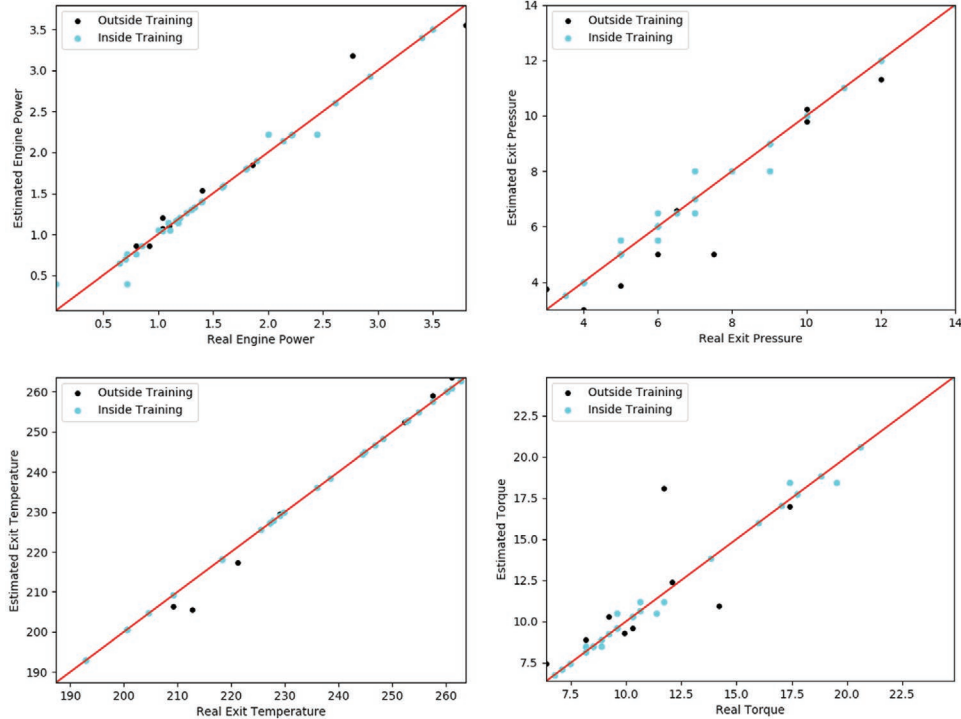 Outside Training
Inside Training
3.5
3.0
2.5
2.0
1.5
1.0
0.5
Estimated Engine Power
0.5 1.0 1.5 2.0 2.5 3.0 3.5
Real Engine Power
Outside Training
Inside Training
14
12
10
8
6
4
Estimated Exit Pressure
4 6 8 10 12 14
Real Exit Pressure
Outside Training
Inside Training
260
250
240
230
220
210
200
190
Estimated Exit Temperature
190 200 210 220 230 240 250 260
Real Exit Temperature
Outside Training
Inside Training
22.5
20.0
17.5
15.0
12.5
10.0
7.5
Estimated Torque
7.5 10.0 12.5 15.0 17.5 20.0 22.5
Real Torque